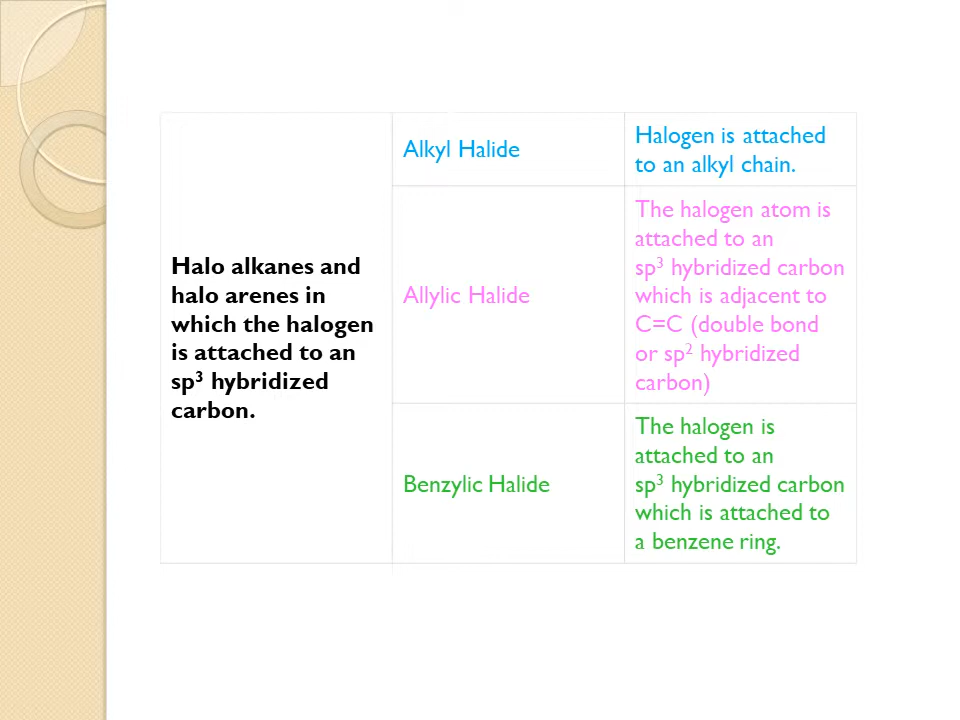 Halo alkanes and
halo arenes in
which the halogen
is attached to an
sp³ hybridized
carbon.
Alkyl Halide
Halogen is attached
to an alkyl chain.
Allylic Halide
The halogen atom is
attached to an
sp³ hybridized carbon
which is adjacent to
C=C (double bond
or sp² hybridized
carbon)
Benzylic Halide
The halogen is
attached to an
sp³ hybridized carbon
which is attached to
a benzene ring.